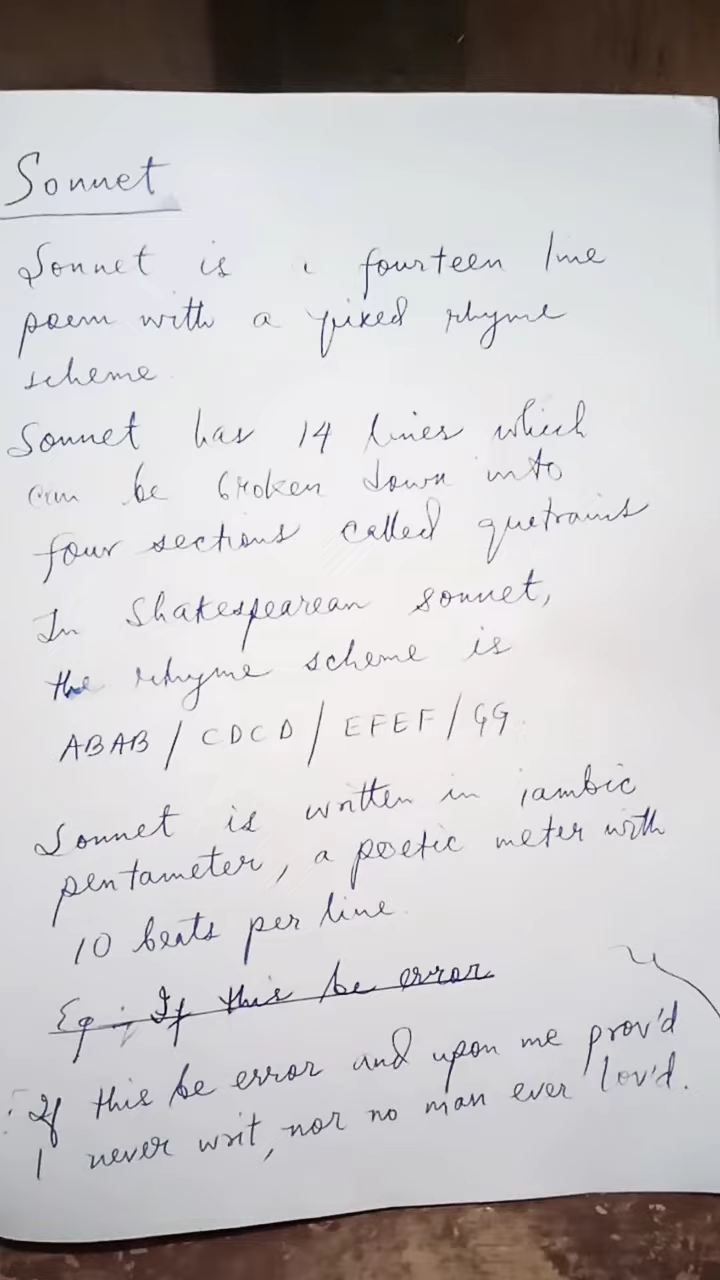 Sonnet
Sonnet is a fourteen line
poem with a fixed rhyme
scheme
Sonnet has 14 lines which
can be broken down into
four sections called quetrains
In Shakespearean sonnet,
the rhyme scheme is
ABAB / CDCD / EFEF / GG.
Sonnet is written in iambic
pentameter, a poetic meter with
10 beats per line.
Eg :- If this be error
If this be error and upon me prov'd
I never writ, nor no man ever lov'd.